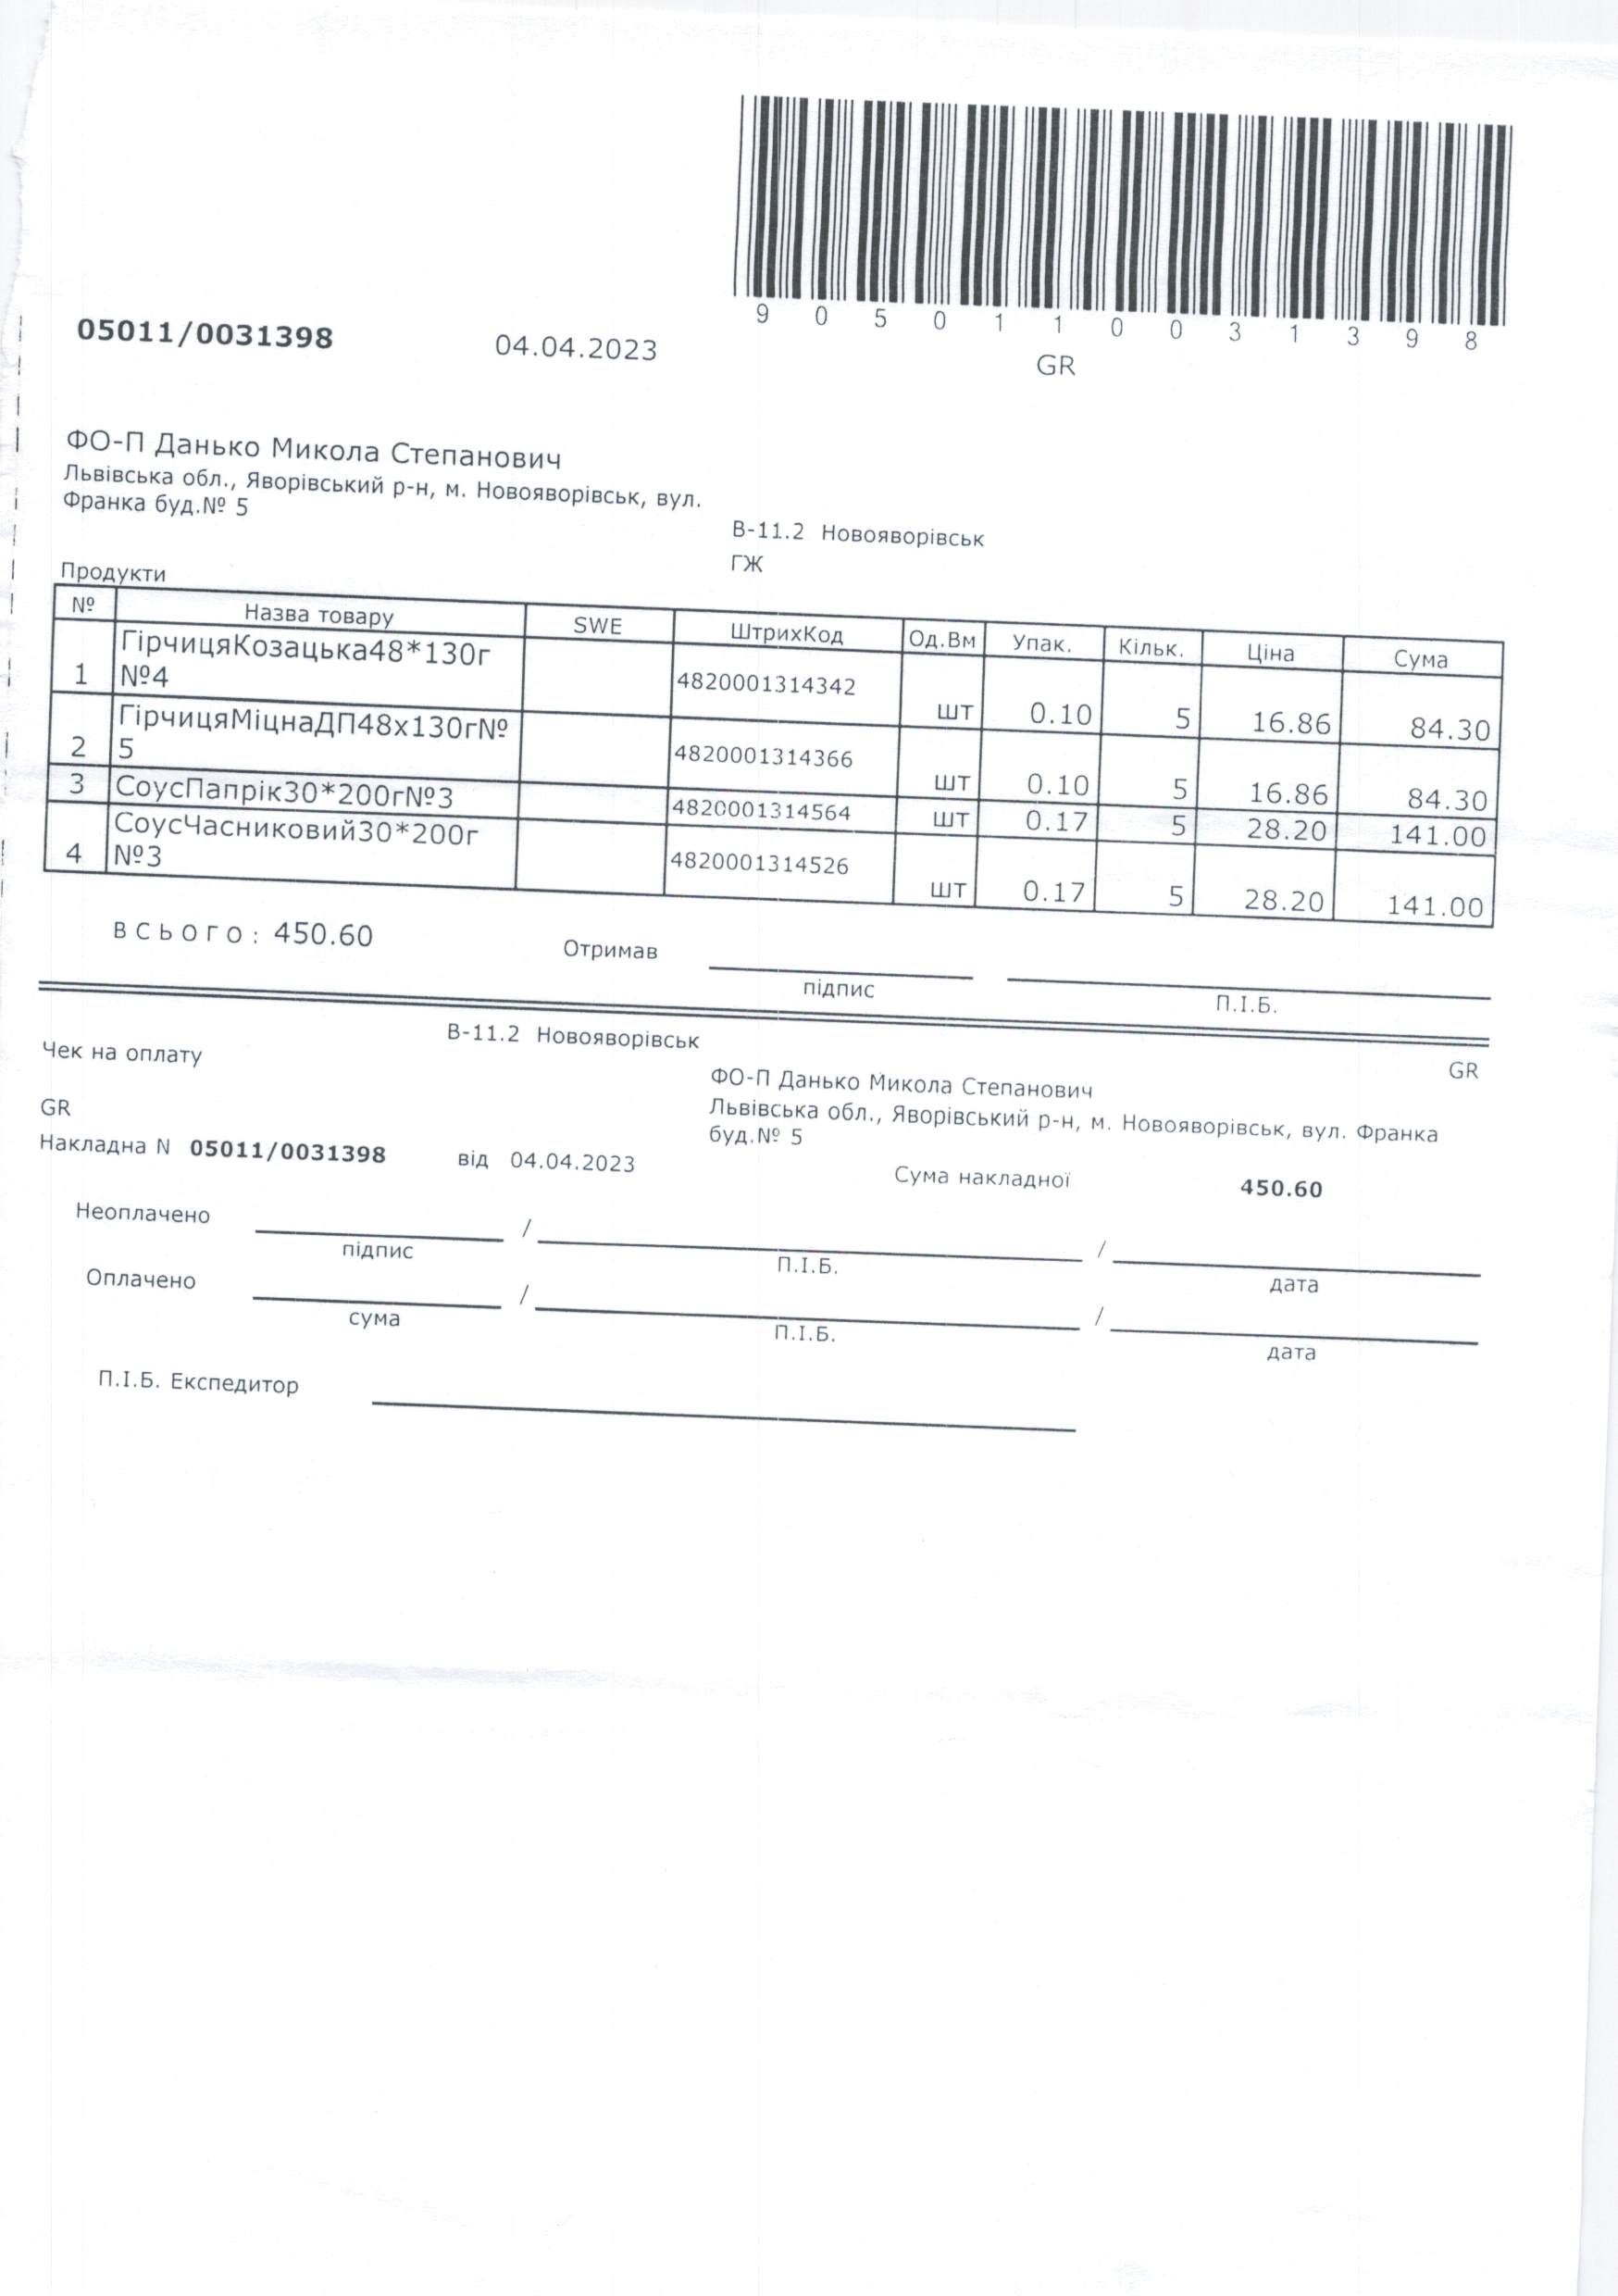 9 0 5 0 1 1 0 0 3 1 3 9 8
05011/0031398 04.04.2023 GR
ФО-П Данько Микола Степанович
Львівська обл., Яворівський р-н, м. Новояворівськ, вул.
Франка буд.№ 5
В-11.2 Новояворівськ
ГЖ
Продукти
№ Назва товару SWE ШтрихКод Од.Вм Упак. Кільк. Ціна Сума
ГірчицяКозацька48*130г
1 №4 4820001314342 шт 0.10 5 16.86 84.30
ГірчицяМіцнаДП48х130г№
2 5 4820001314366 шт 0.10 5 16.86 84.30
3 СоусПапрік30*200г№3 4820001314564 шт 0.17 5 28.20 141.00
СоусЧасниковий30*200г
4 №3 4820001314526 шт 0.17 5 28.20 141.00
всього: 450.60 Отримав
підпис П.І.Б.
Чек на оплату В-11.2 Новояворівськ GR
ФО-П Данько Микола Степанович
GR Львівська обл., Яворівський р-н, м. Новояворівськ, вул. Франка
буд.№ 5
Накладна N 05011/0031398 від 04.04.2023 Сума накладної 450.60
Неоплачено / /
підпис П.І.Б. дата
Оплачено / /
сума П.І.Б. дата
П.І.Б. Експедитор